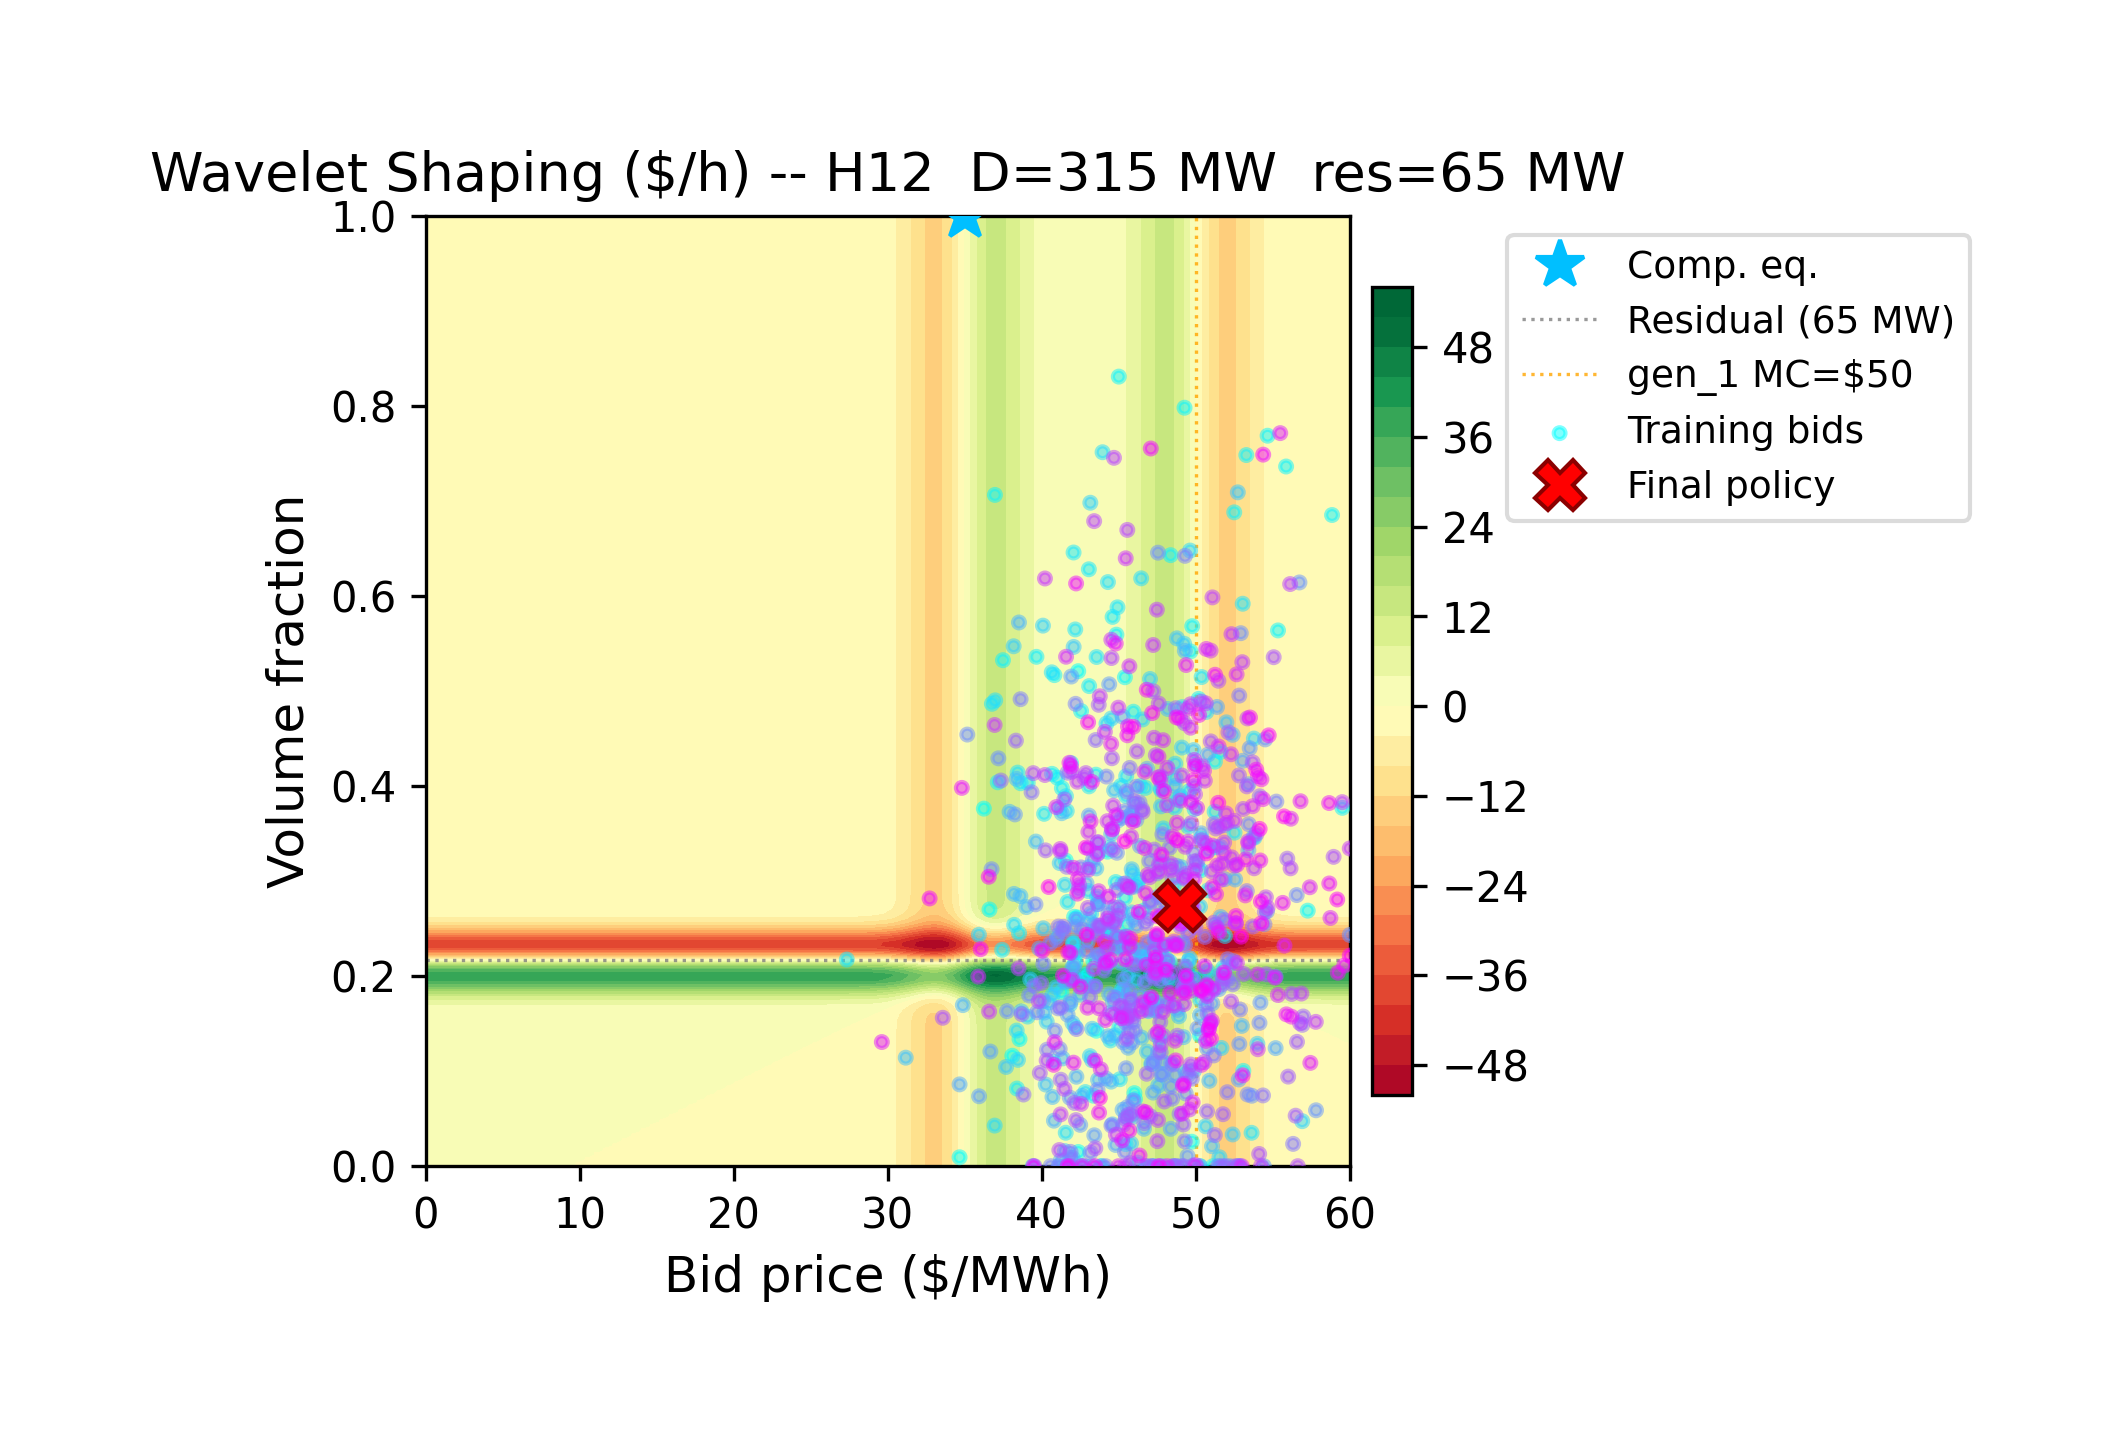 Wavelet Shaping ($/h) -- H12  D=315 MW  res=65 MW
1.0
0.8
0.6
0.4
0.2
0.0
Volume fraction
0 10 20 30 40 50 60
Bid price ($/MWh)
48
36
24
12
0
−12
−24
−36
−48
Comp. eq.
Residual (65 MW)
gen_1 MC=$50
Training bids
Final policy